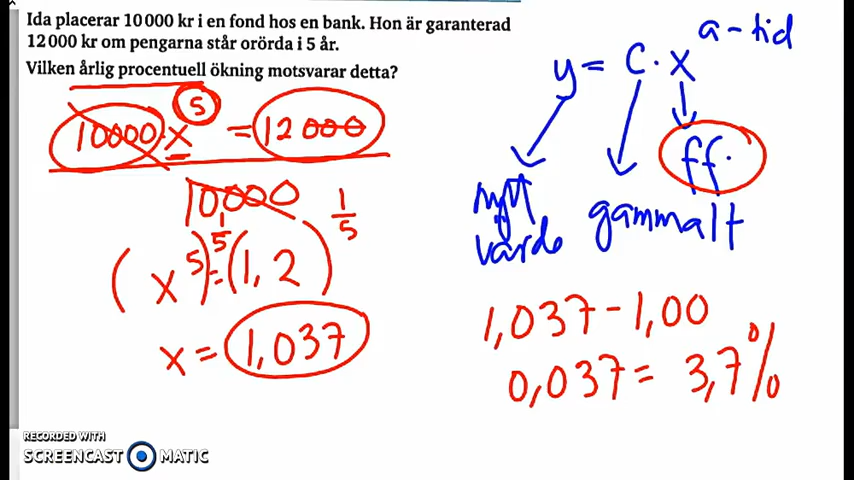 Ida placerar 10 000 kr i en fond hos en bank. Hon är garanterad
12 000 kr om pengarna står orörda i 5 år.
Vilken årlig procentuell ökning motsvarar detta?
10000 · x^5 = 12 000
10,000
(x^5)^1/5 = (1,2)^1/5
x = 1,037
y = C · x^a - tid
ff.
nytt
värde
gammalt
1,037 - 1,00
0,037 = 3,7%
RECORDED WITH
SCREENCAST MATIC